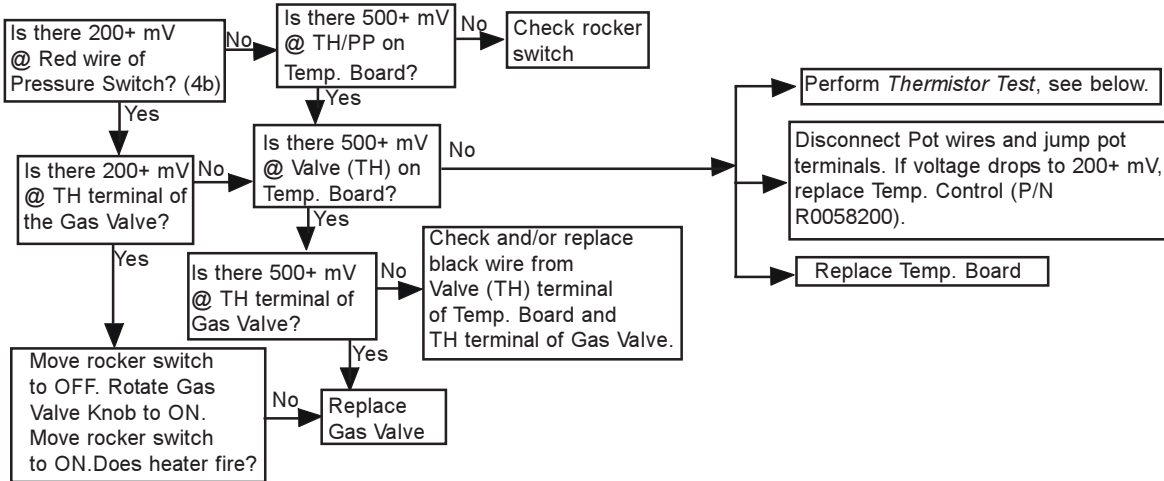 Is there 200+ mV
@ Red wire of
Pressure Switch? (4b)
No
Is there 500+ mV
@ TH/PP on
Temp. Board?
No
Check rocker
switch
Yes
Yes
Is there 200+ mV
@ TH terminal of
the Gas Valve?
No
Is there 500+ mV
@ Valve (TH) on
Temp. Board?
No
Perform Thermistor Test, see below.
Disconnect Pot wires and jump pot
terminals. If voltage drops to 200+ mV,
replace Temp. Control (P/N
R0058200).
Replace Temp. Board
Yes
Yes
Is there 500+ mV
@ TH terminal of
Gas Valve?
No
Check and/or replace
black wire from
Valve (TH) terminal
of Temp. Board and
TH terminal of Gas Valve.
Yes
Move rocker switch
to OFF. Rotate Gas
Valve Knob to ON.
Move rocker switch
to ON.Does heater fire?
No
Replace
Gas Valve